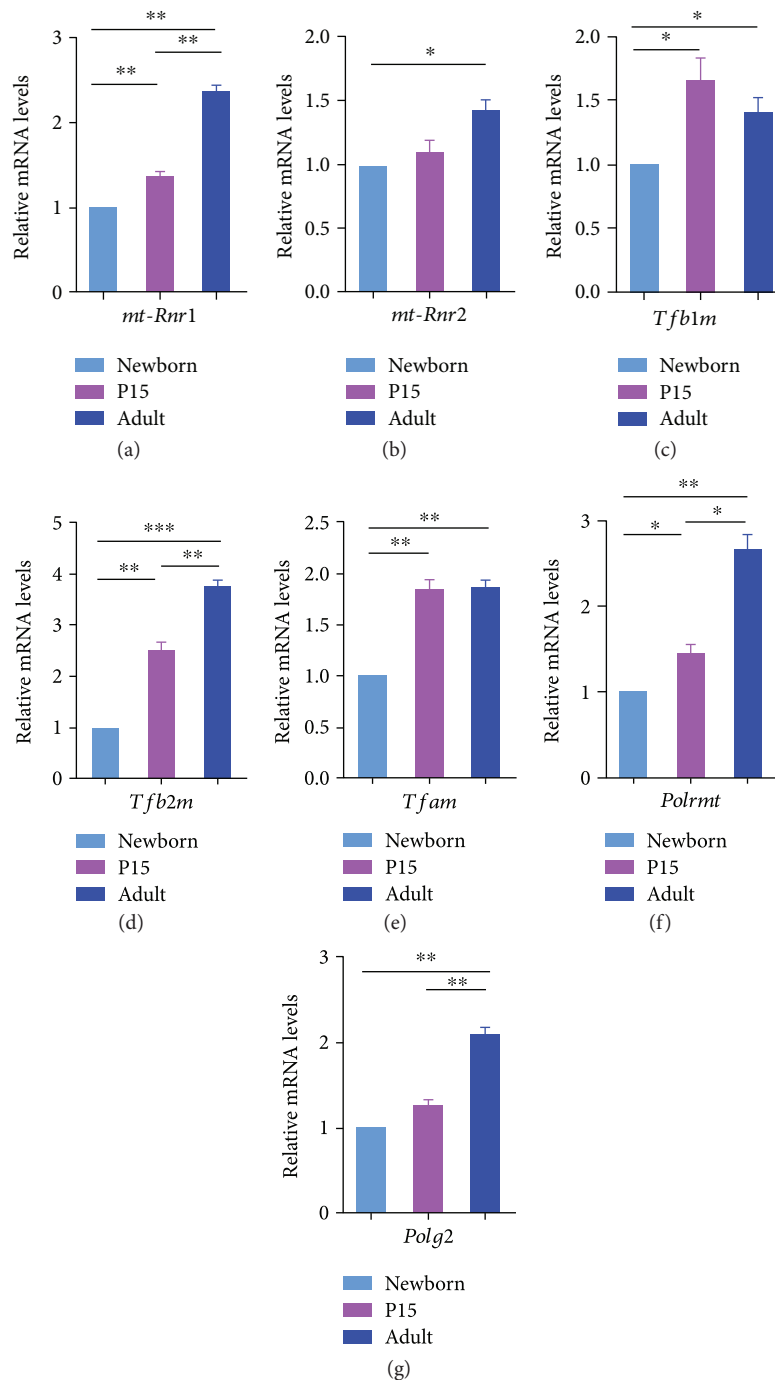 Relative mRNA levels
3
2
1
0
**
**
**
mt-Rnr1
Newborn
P15
Adult
(a)
Relative mRNA levels
2.0
1.5
1.0
0.5
0.0
*
mt-Rnr2
Newborn
P15
Adult
(b)
Relative mRNA levels
2.0
1.5
1.0
0.5
0.0
*
*
Tfb1m
Newborn
P15
Adult
(c)
Relative mRNA levels
5
4
3
2
1
0
***
**
**
Tfb2m
Newborn
P15
Adult
(d)
Relative mRNA levels
2.5
2.0
1.5
1.0
0.5
0.0
**
**
Tfam
Newborn
P15
Adult
(e)
Relative mRNA levels
3
2
1
0
**
*
*
Polrmt
Newborn
P15
Adult
(f)
Relative mRNA levels
3
2
1
0
**
**
Polg2
Newborn
P15
Adult
(g)